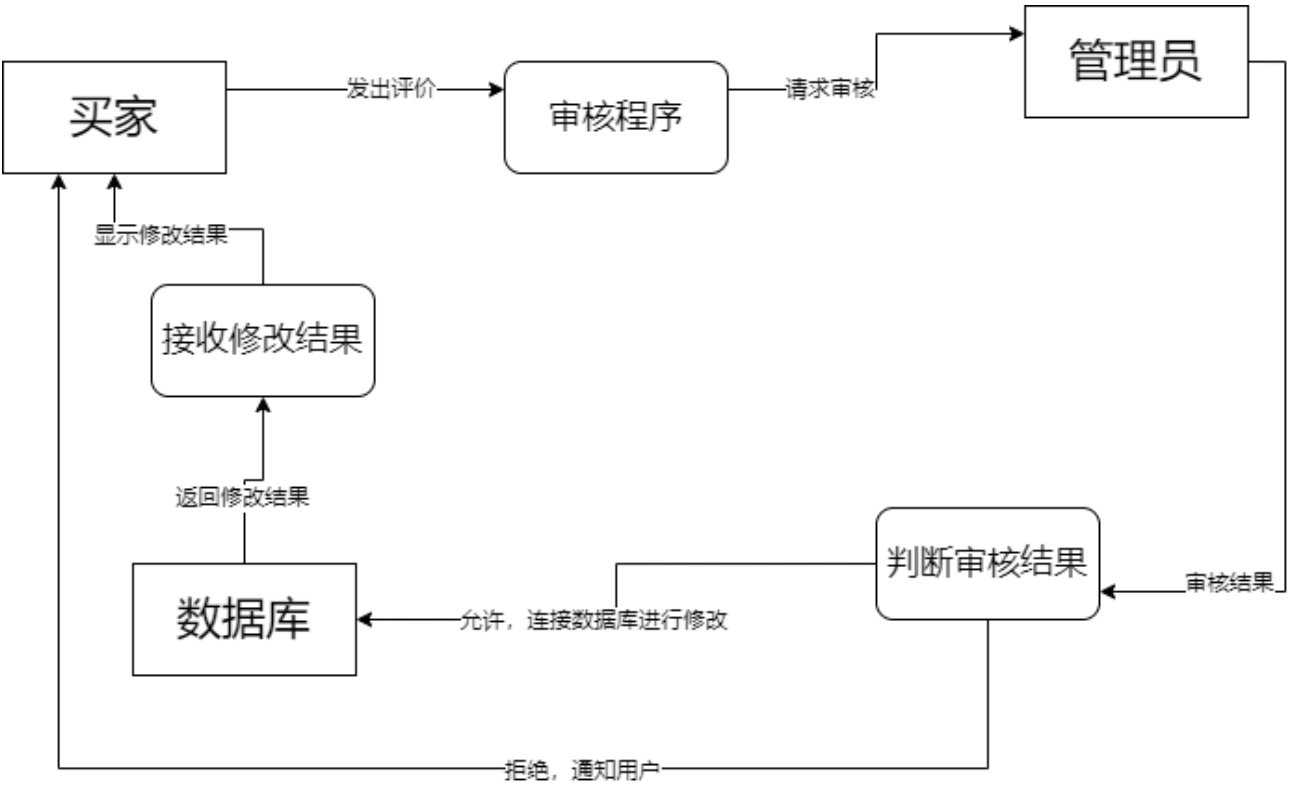 管理员
买家
发出评价
审核程序
请求审核
显示修改结果
接收修改结果
返回修改结果
判断审核结果
审核结果
数据库
允许，连接数据库进行修改
拒绝，通知用户